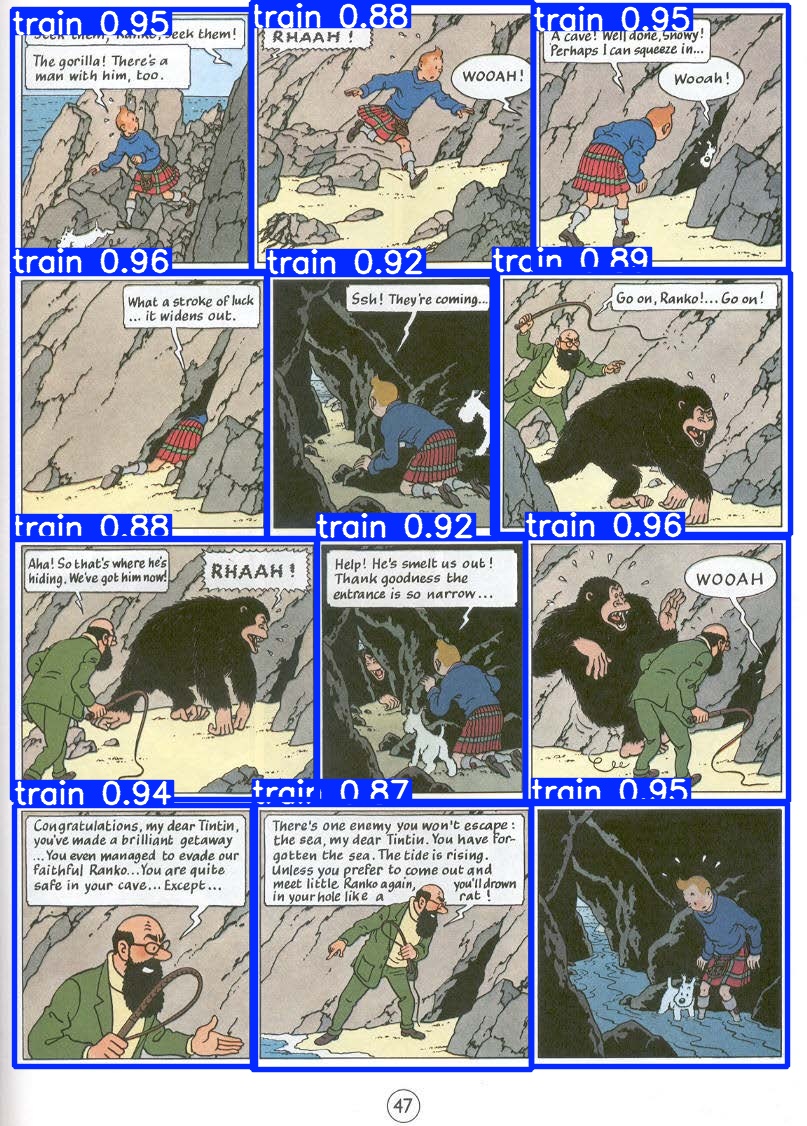 train 0.95
train 0.88
train 0.95
Seek them, Ranko, seek them!
The gorilla! There's a
man with him, too.
RHAAH!
WOOAH!
A cave! Well done, Snowy!
Perhaps I can squeeze in...
Wooah!
train 0.96
train 0.92
train 0.89
What a stroke of luck
... it widens out.
Ssh! They're coming...
Go on, Ranko!... Go on!
train 0.88
train 0.92
train 0.96
Aha! So that's where he's
hiding. We've got him now!
RHAAH!
Help! He's smelt us out!
Thank goodness the
entrance is so narrow...
WOOAH
train 0.94
train 0.87
train 0.95
Congratulations, my dear Tintin,
you've made a brilliant getaway
...You even managed to evade our
faithful Ranko...You are quite
safe in your cave... Except...
There's one enemy you won't escape:
the sea, my dear Tintin. You have for-
gotten the sea. The tide is rising.
Unless you prefer to come out and
meet little Ranko again, you'll drown
in your hole like a rat!
47